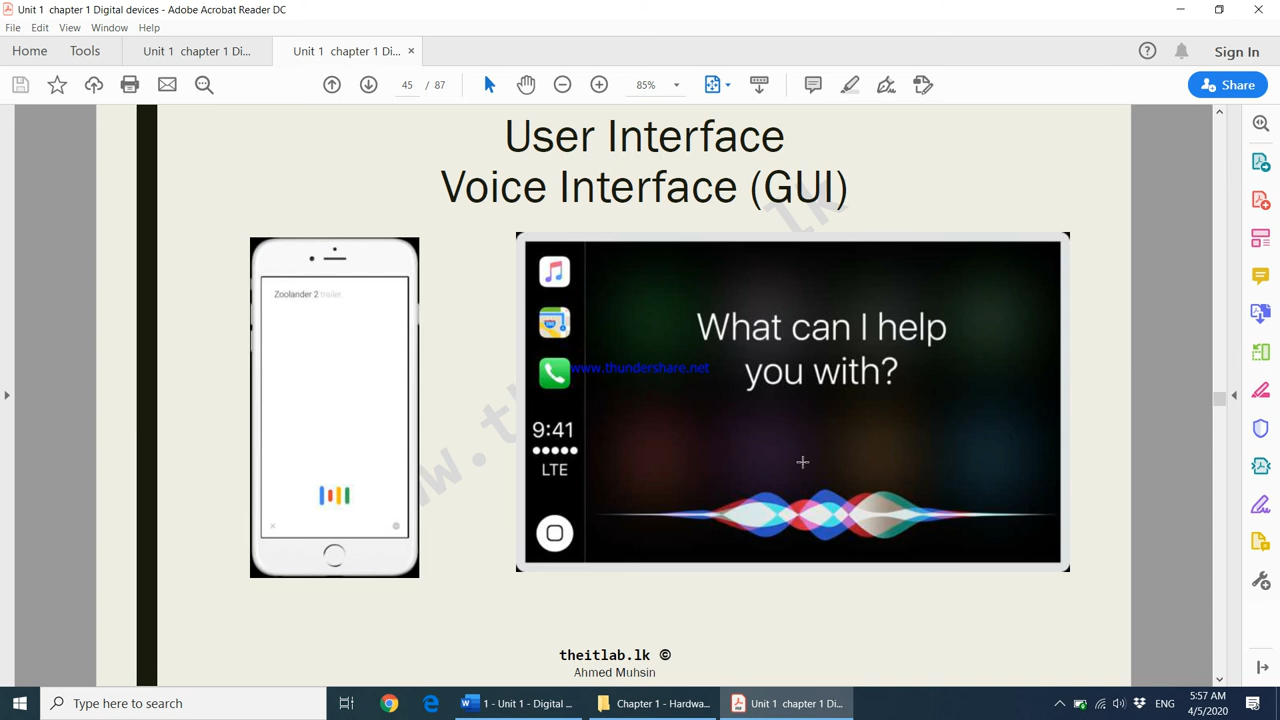 Unit 1 chapter 1 Digital devices - Adobe Acrobat Reader DC
File Edit View Window Help
Home Tools Unit 1 chapter 1 Di... Unit 1 chapter 1 Di... × Sign In
45 / 87 85% Share
User Interface
Voice Interface (GUI)
Zoolander 2 trailer
What can I help
you with?
www.thundershare.net
9:41
LTE
theitlab.lk ©
Ahmed Muhsin
Type here to search
1 - Unit 1 - Digital ...
Chapter 1 - Hardwa...
Unit 1 chapter 1 Di...
ENG
5:57 AM
4/5/2020